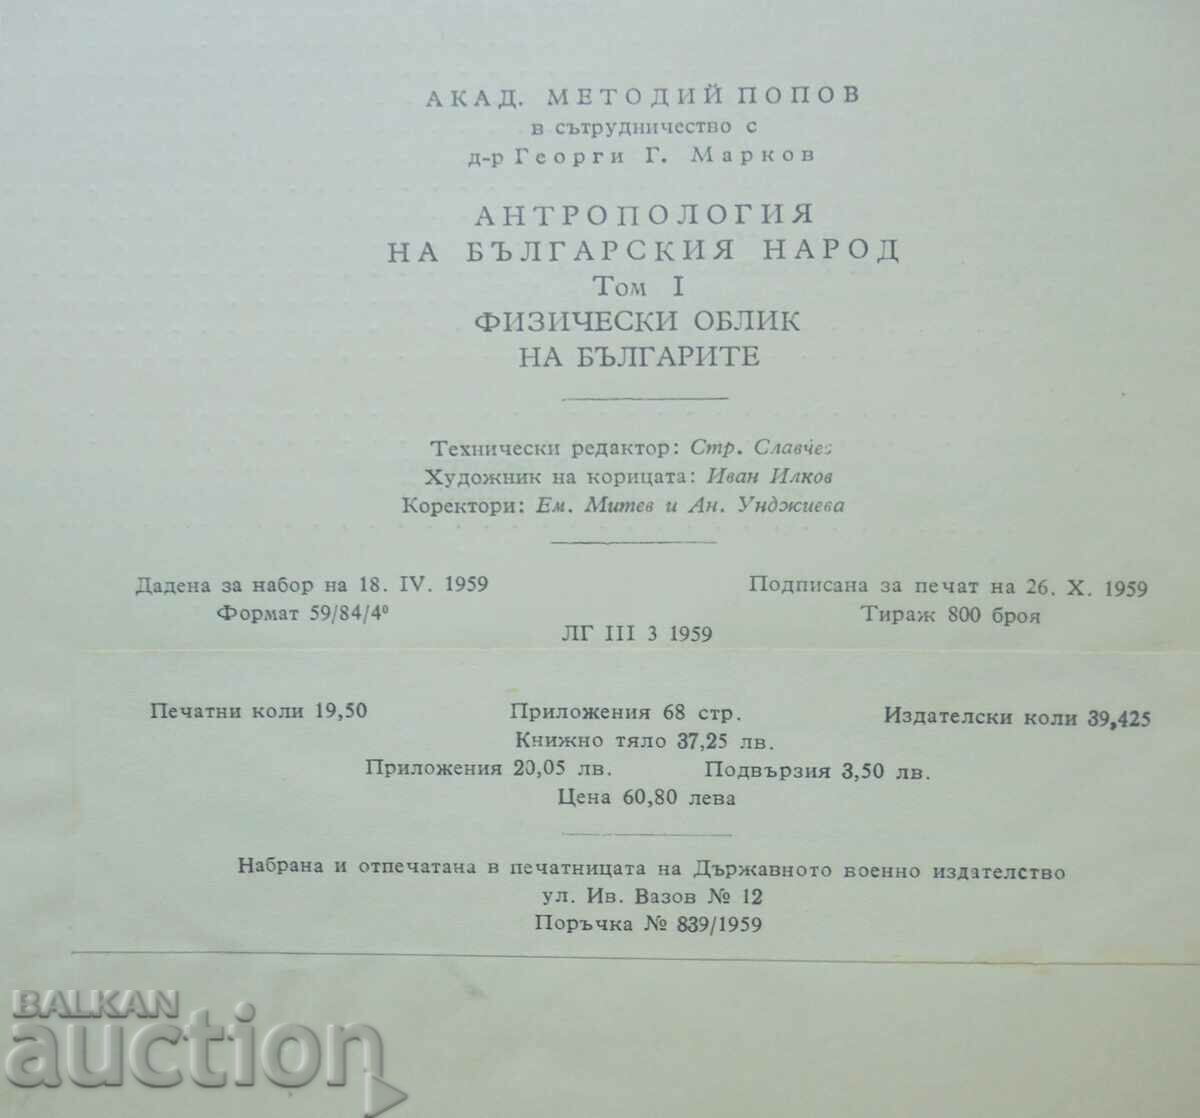 АКАД. МЕТОДИЙ ПОПОВ
в сътрудничество с
д-р Георги Г. Марков
АНТРОПОЛОГИЯ
НА БЪЛГАРСКИЯ НАРОД
Том I
ФИЗИЧЕСКИ ОБЛИК
НА БЪЛГАРИТЕ
Технически редактор: Стр. Славчев
Художник на корицата: Иван Илков
Коректори: Ем. Митев и Ан. Унджиева
Дадена за набор на 18. IV. 1959
Подписана за печат на 26. X. 1959
Формат 59/84/4⁰
Тираж 800 броя
ЛГ III 3 1959
Печатни коли 19,50
Приложения 68 стр.
Издателски коли 39,425
Книжно тяло 37,25 лв.
Приложения 20,05 лв.
Подвързия 3,50 лв.
Цена 60,80 лева
Набрана и отпечатана в печатницата на Държавното военно издателство
ул. Ив. Вазов № 12
Поръчка № 839/1959
BALKAN
auction